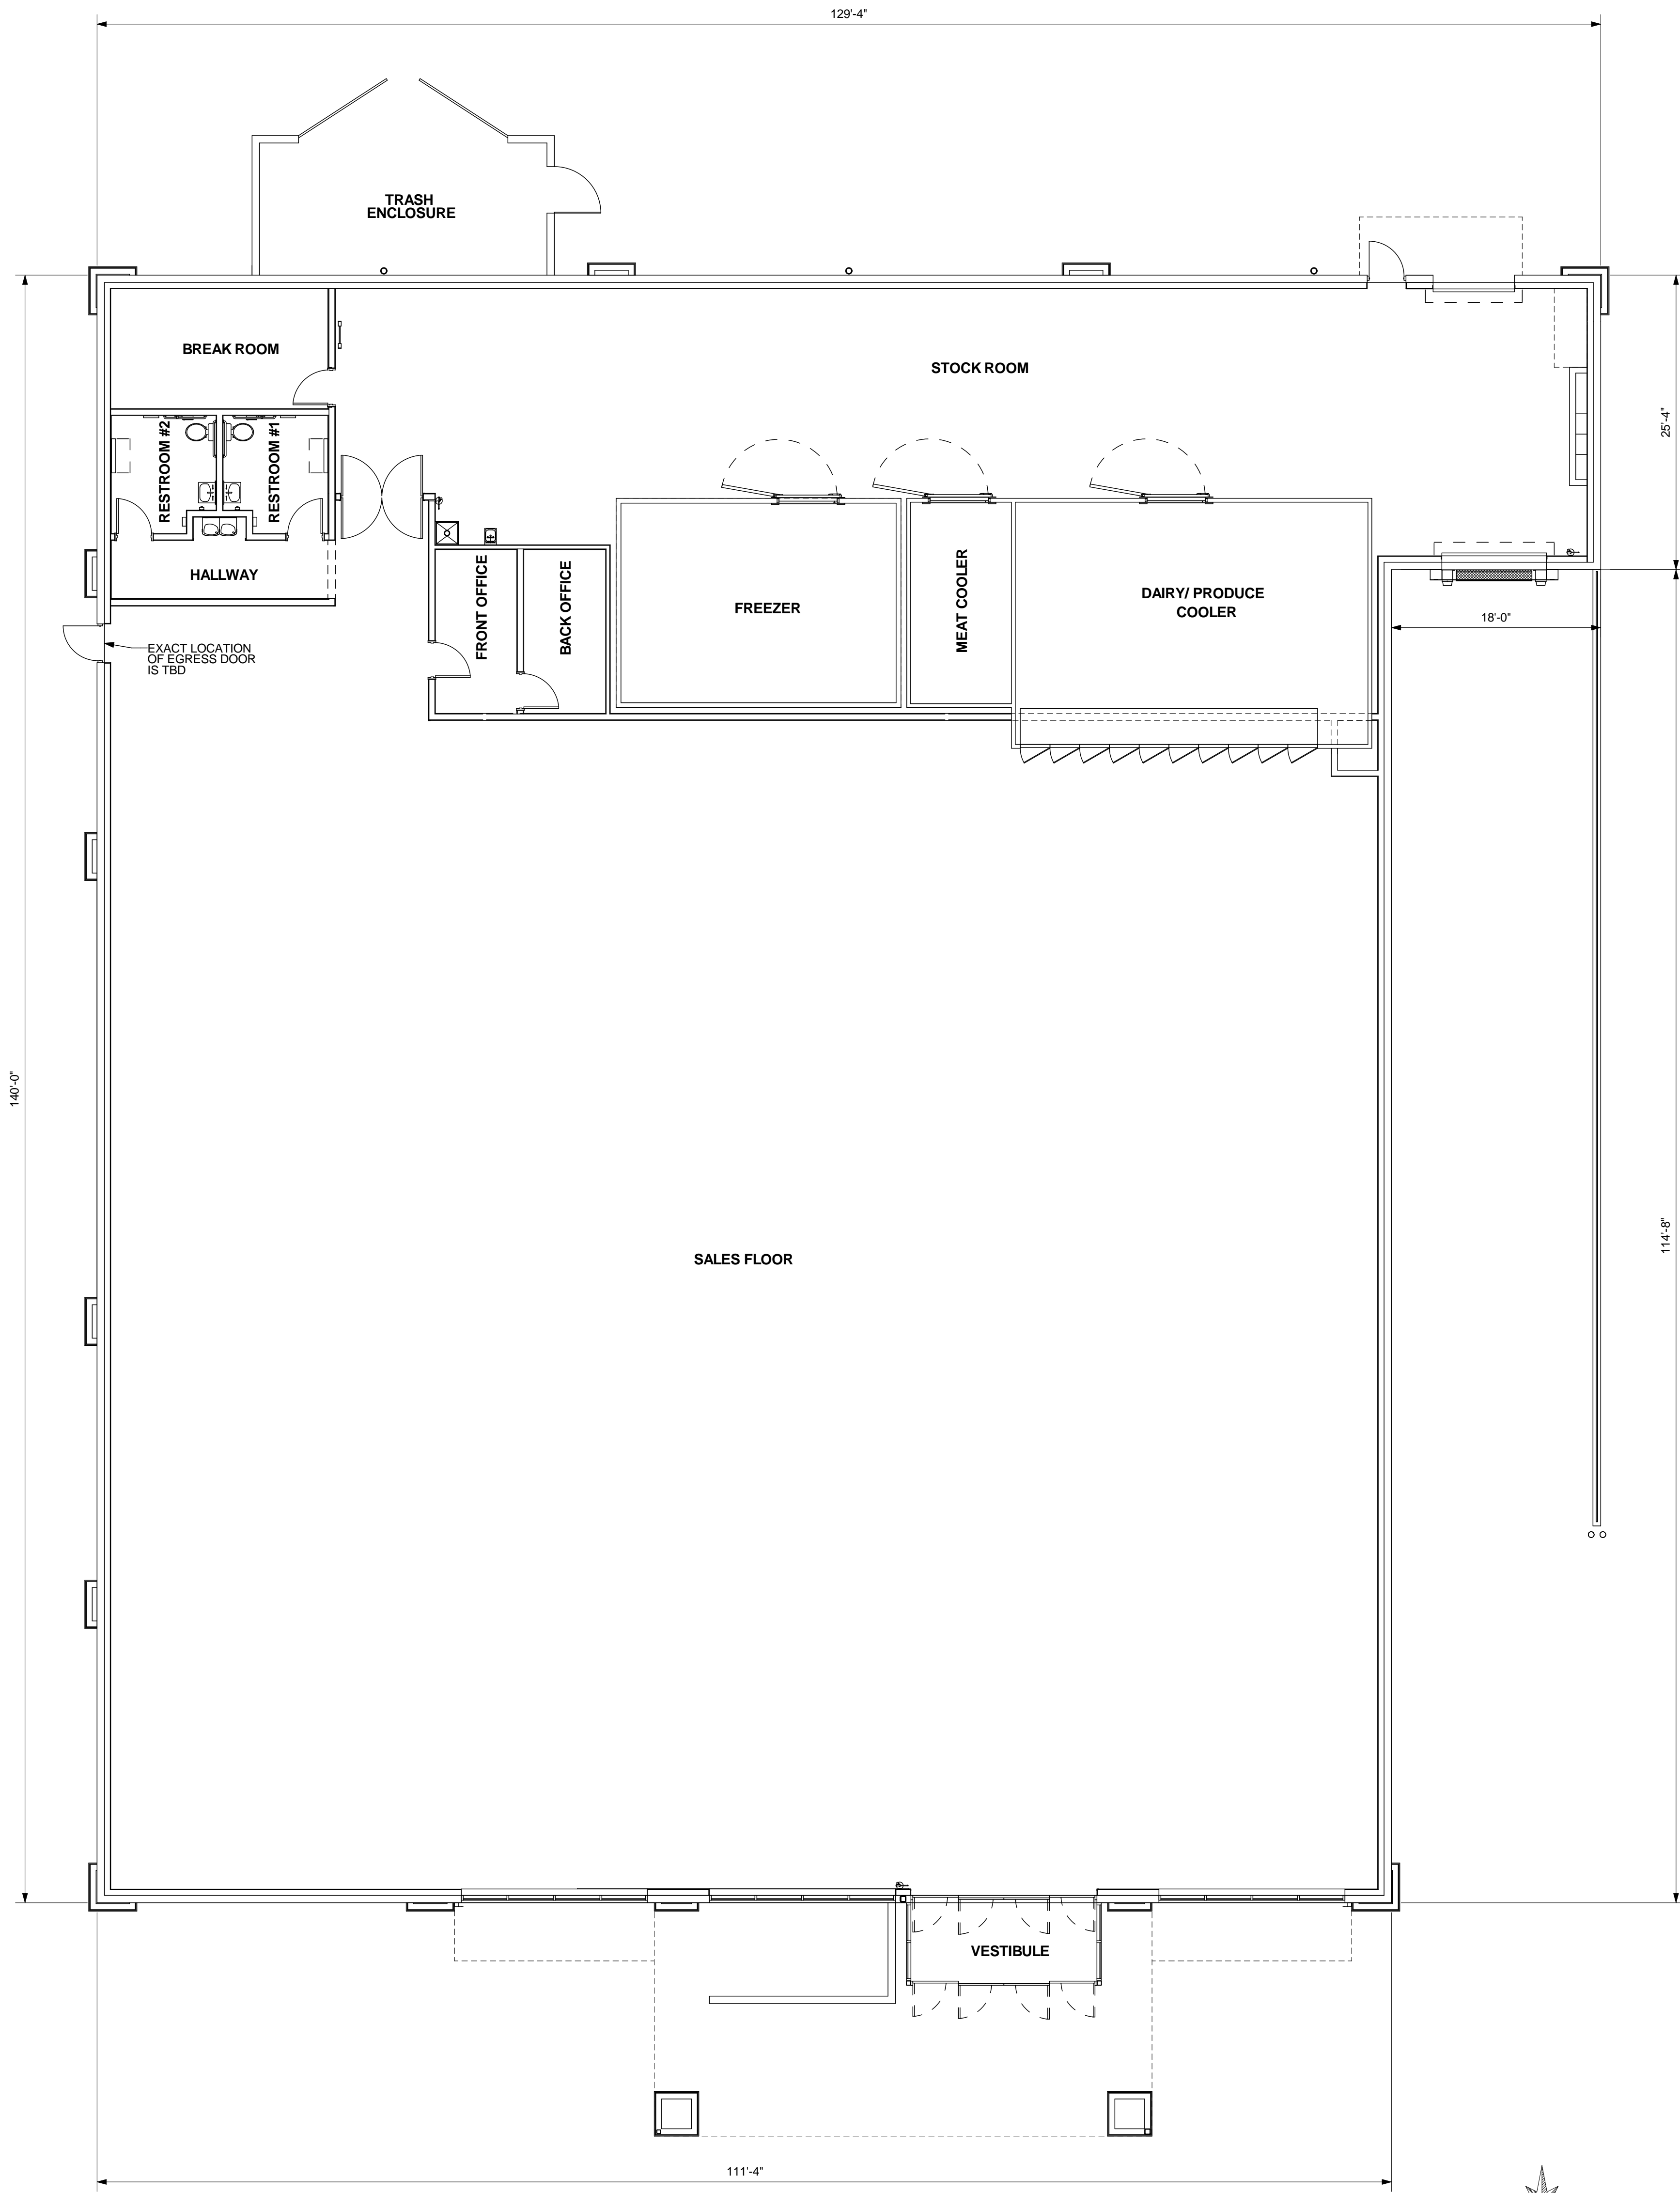 129'-4"
TRASH
ENCLOSURE
BREAK ROOM
STOCK ROOM
25'-4"
RESTROOM #2
RESTROOM #1
HALLWAY
FRONT OFFICE
BACK OFFICE
FREEZER
MEAT COOLER
DAIRY/ PRODUCE
COOLER
18'-0"
EXACT LOCATION
OF EGRESS DOOR
IS TBD
140'-0"
114'-8"
SALES FLOOR
VESTIBULE
111'-4"